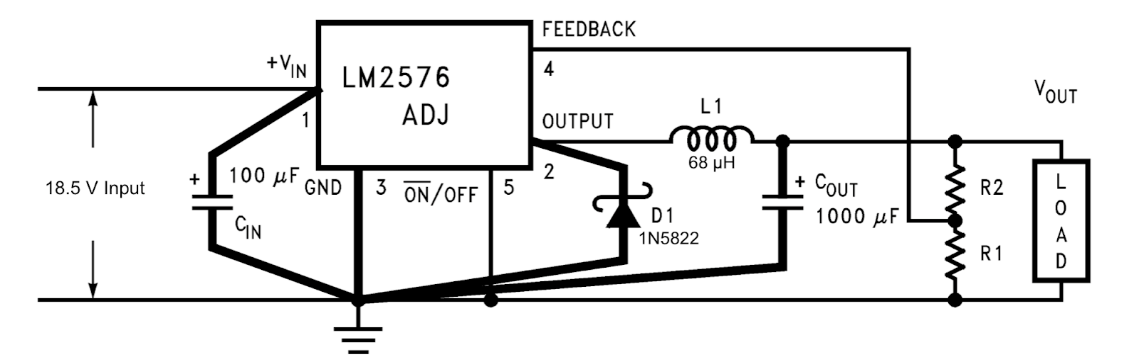 FEEDBACK
+VIN
LM2576
ADJ
4
VOUT
1
OUTPUT
L1
68 µH
2
18.5 V Input
+
100 µF
CIN
GND
3
ON/OFF
5
D1
1N5822
+
COUT
1000 µF
R2
R1
LOAD